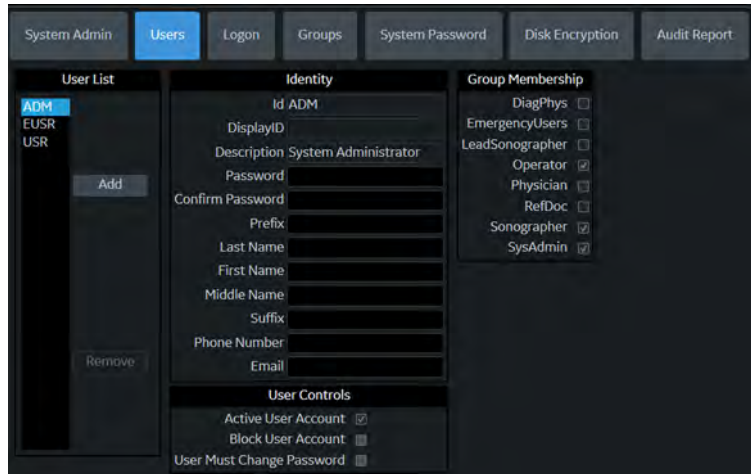 System Admin Users Logon Groups System Password Disk Encryption Audit Report
User List
ADM
EUSR
USR
Add
Remove
Identity
Id ADM
DisplayID
Description System Administrator
Password
Confirm Password
Prefix
Last Name
First Name
Middle Name
Suffix
Phone Number
Email
User Controls
Active User Account
Block User Account
User Must Change Password
Group Membership
DiagPhys
EmergencyUsers
LeadSonographer
Operator
Physician
RefDoc
Sonographer
SysAdmin